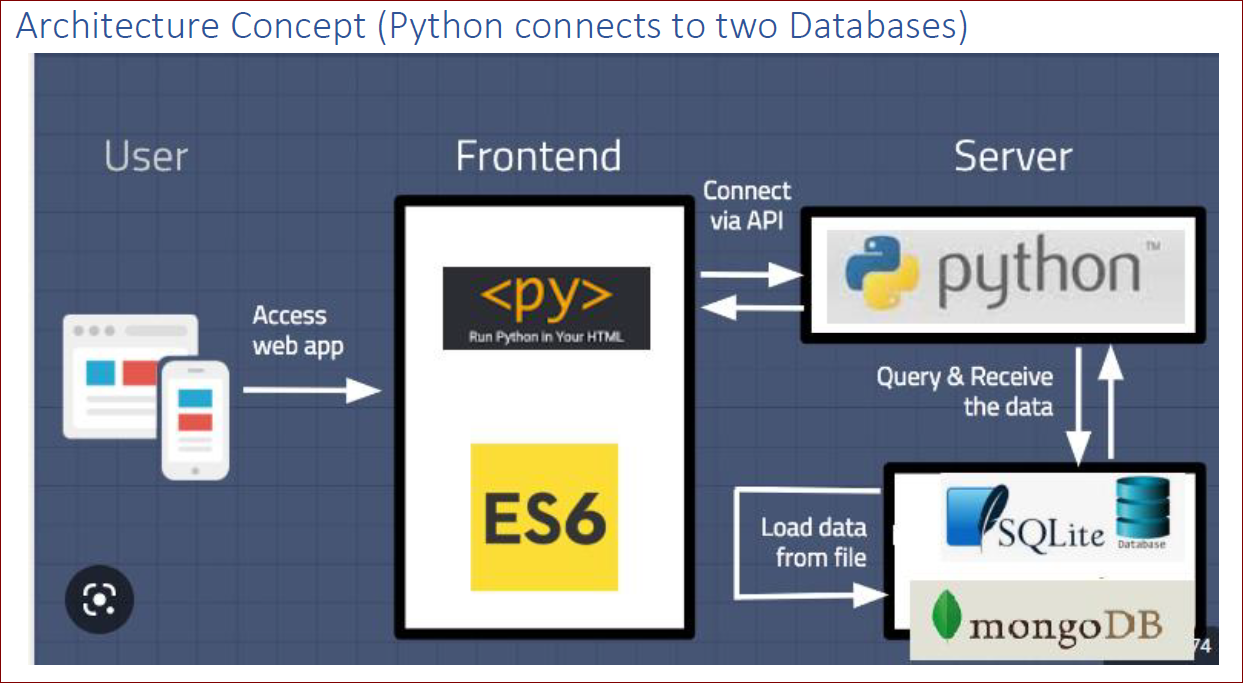 Architecture Concept (Python connects to two Databases)
User
Frontend
Server
Connect
via API
python™
<py>
Run Python in Your HTML
Access
web app
Query & Receive
the data
ES6
Load data
from file
SQLite
Database
mongoDB
74